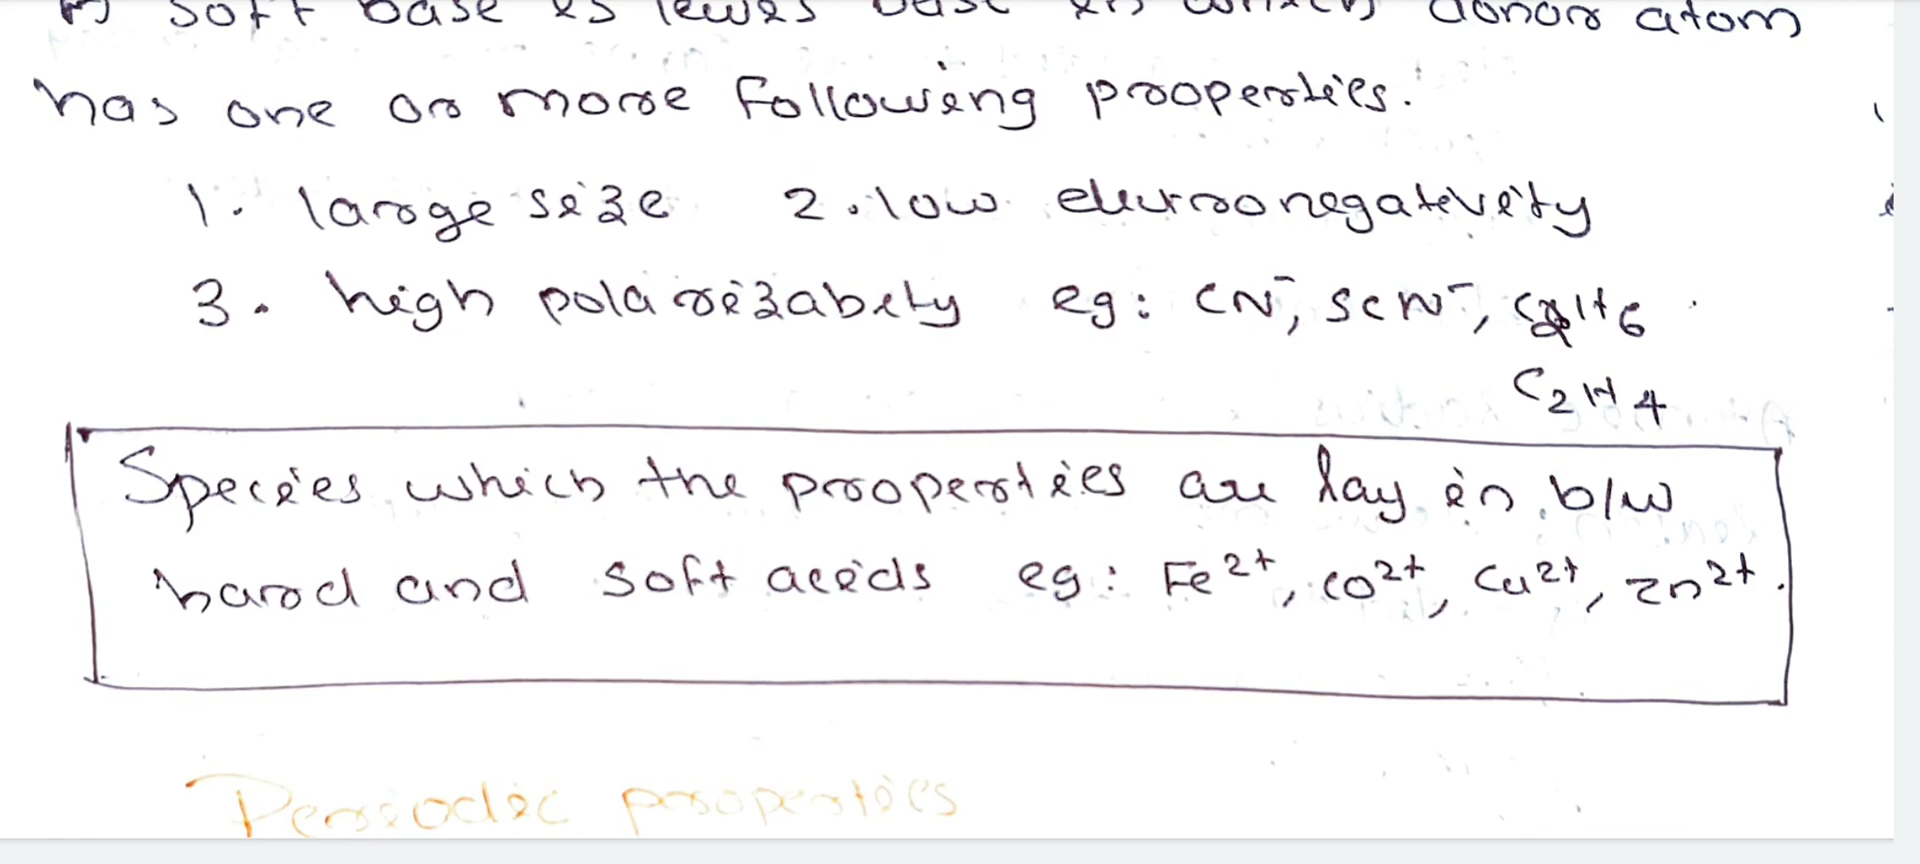 A soft base is lewis base in which donor atom
has one or more following properties.
1. large size 2. low electronegativity
3. high polarizabity eg: CN⁻, SCN⁻, C6H6
C2H4
Species which the properties are lay in b/w
hard and soft acids eg: Fe²⁺, CO²⁺, Cu²⁺, Zn²⁺.
Periodic properties